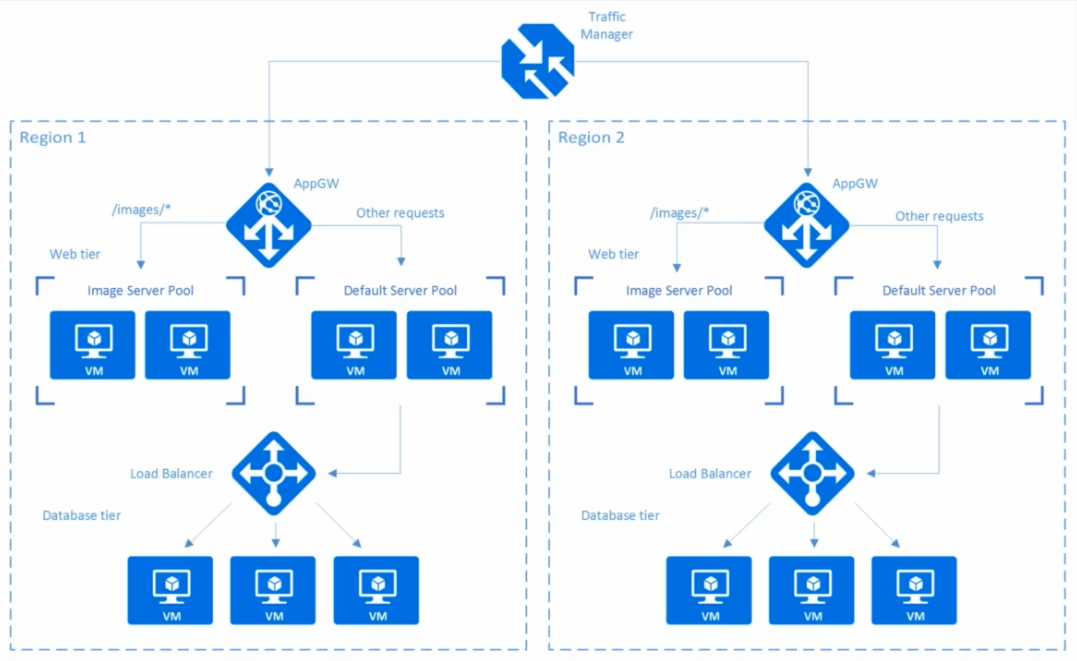 Traffic
Manager
Region 1
AppGW
/images/*
Other requests
Web tier
Image Server Pool
Default Server Pool
VM
VM
VM
VM
Load Balancer
Database tier
VM
VM
VM
Region 2
AppGW
/images/*
Other requests
Web tier
Image Server Pool
Default Server Pool
VM
VM
VM
VM
Load Balancer
Database tier
VM
VM
VM